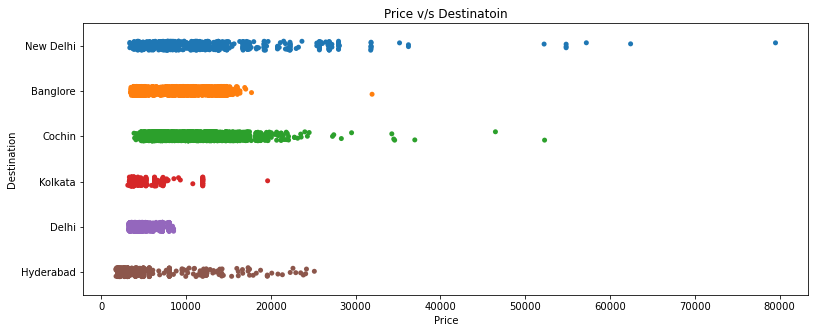 Price v/s Destinatoin
Destination
New Delhi
Banglore
Cochin
Kolkata
Delhi
Hyderabad
0 10000 20000 30000 40000 50000 60000 70000 80000
Price